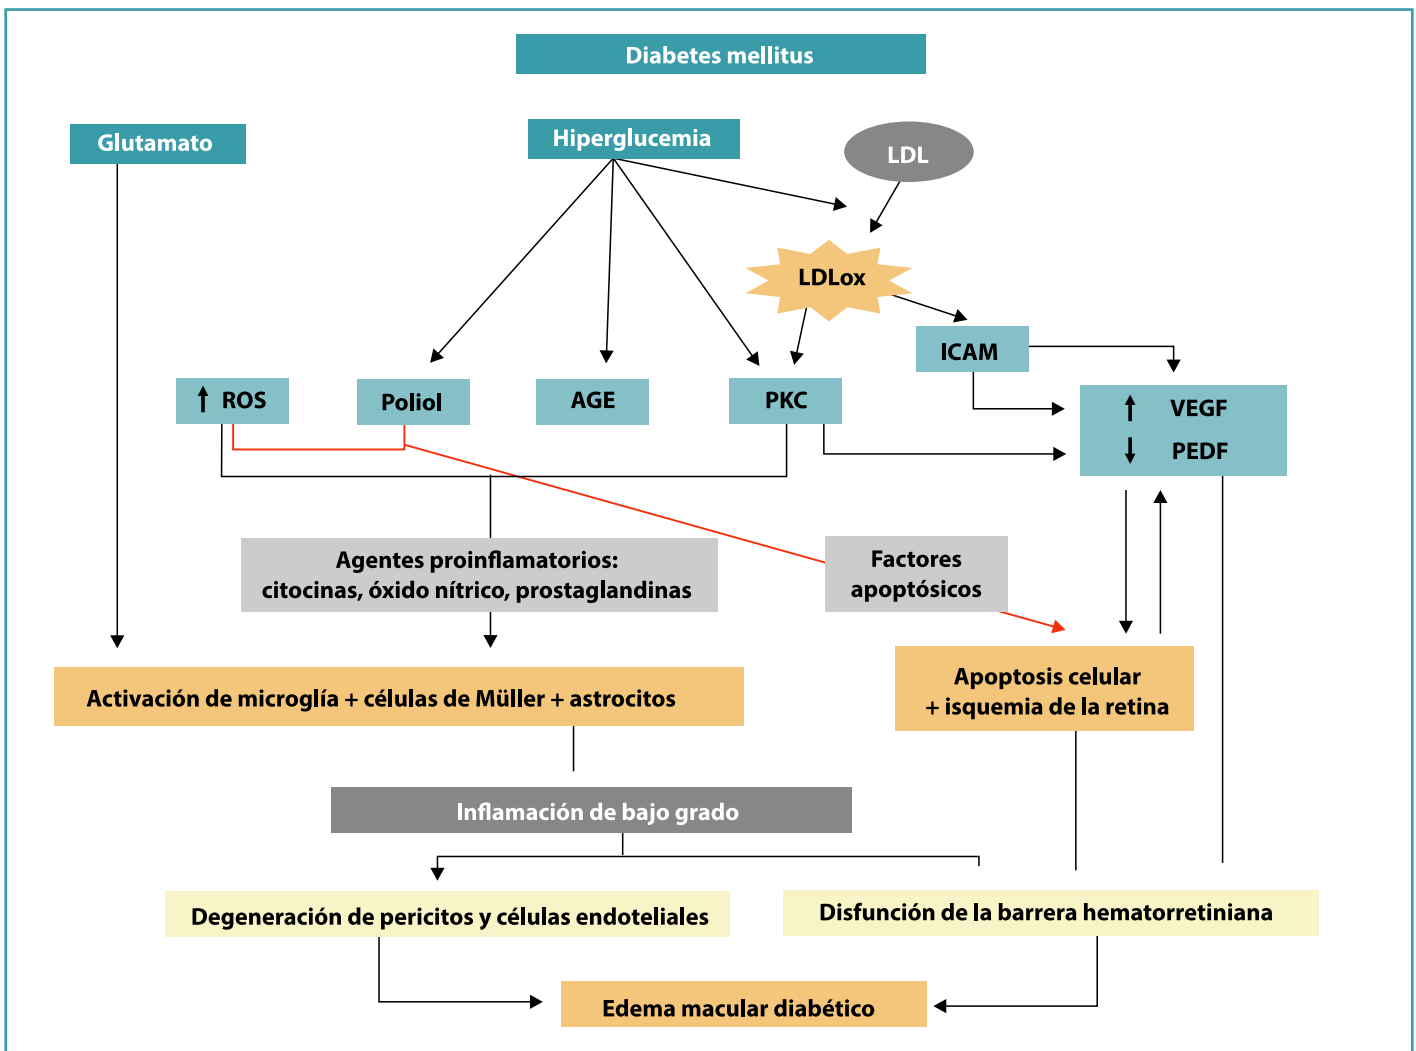 Diabetes mellitus
Glutamato
Hiperglucemia
LDL
LDLox
ICAM
↑ ROS
Poliol
AGE
PKC
↑ VEGF
↓ PEDF
Agentes proinflamatorios:
citocinas, óxido nítrico, prostaglandinas
Factores
apoptósicos
Activación de microglía + células de Müller + astrocitos
Apoptosis celular
+ isquemia de la retina
Inflamación de bajo grado
Degeneración de pericitos y células endoteliales
Disfunción de la barrera hematorretiniana
Edema macular diabético